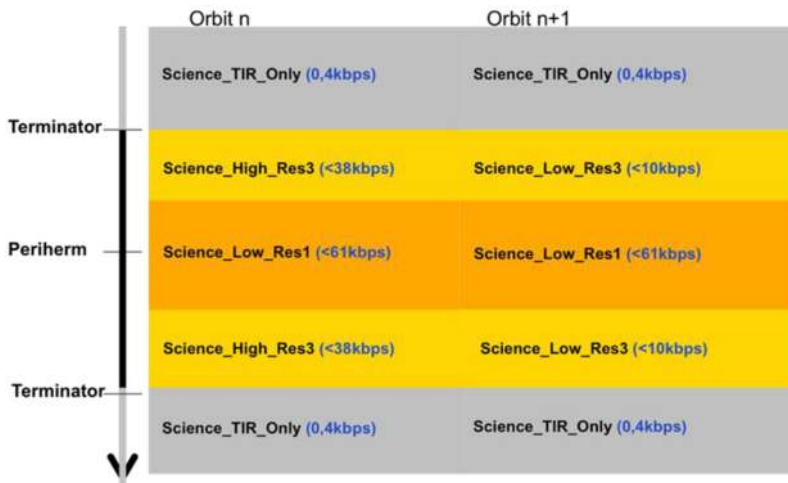 Orbit n
Orbit n+1
Science_TIR_Only (0,4kbps)
Science_TIR_Only (0,4kbps)
Terminator
Science_High_Res3 (<38kbps)
Science_Low_Res3 (<10kbps)
Periherm
Science_Low_Res1 (<61kbps)
Science_Low_Res1 (<61kbps)
Science_High_Res3 (<38kbps)
Science_Low_Res3 (<10kbps)
Terminator
Science_TIR_Only (0,4kbps)
Science_TIR_Only (0,4kbps)